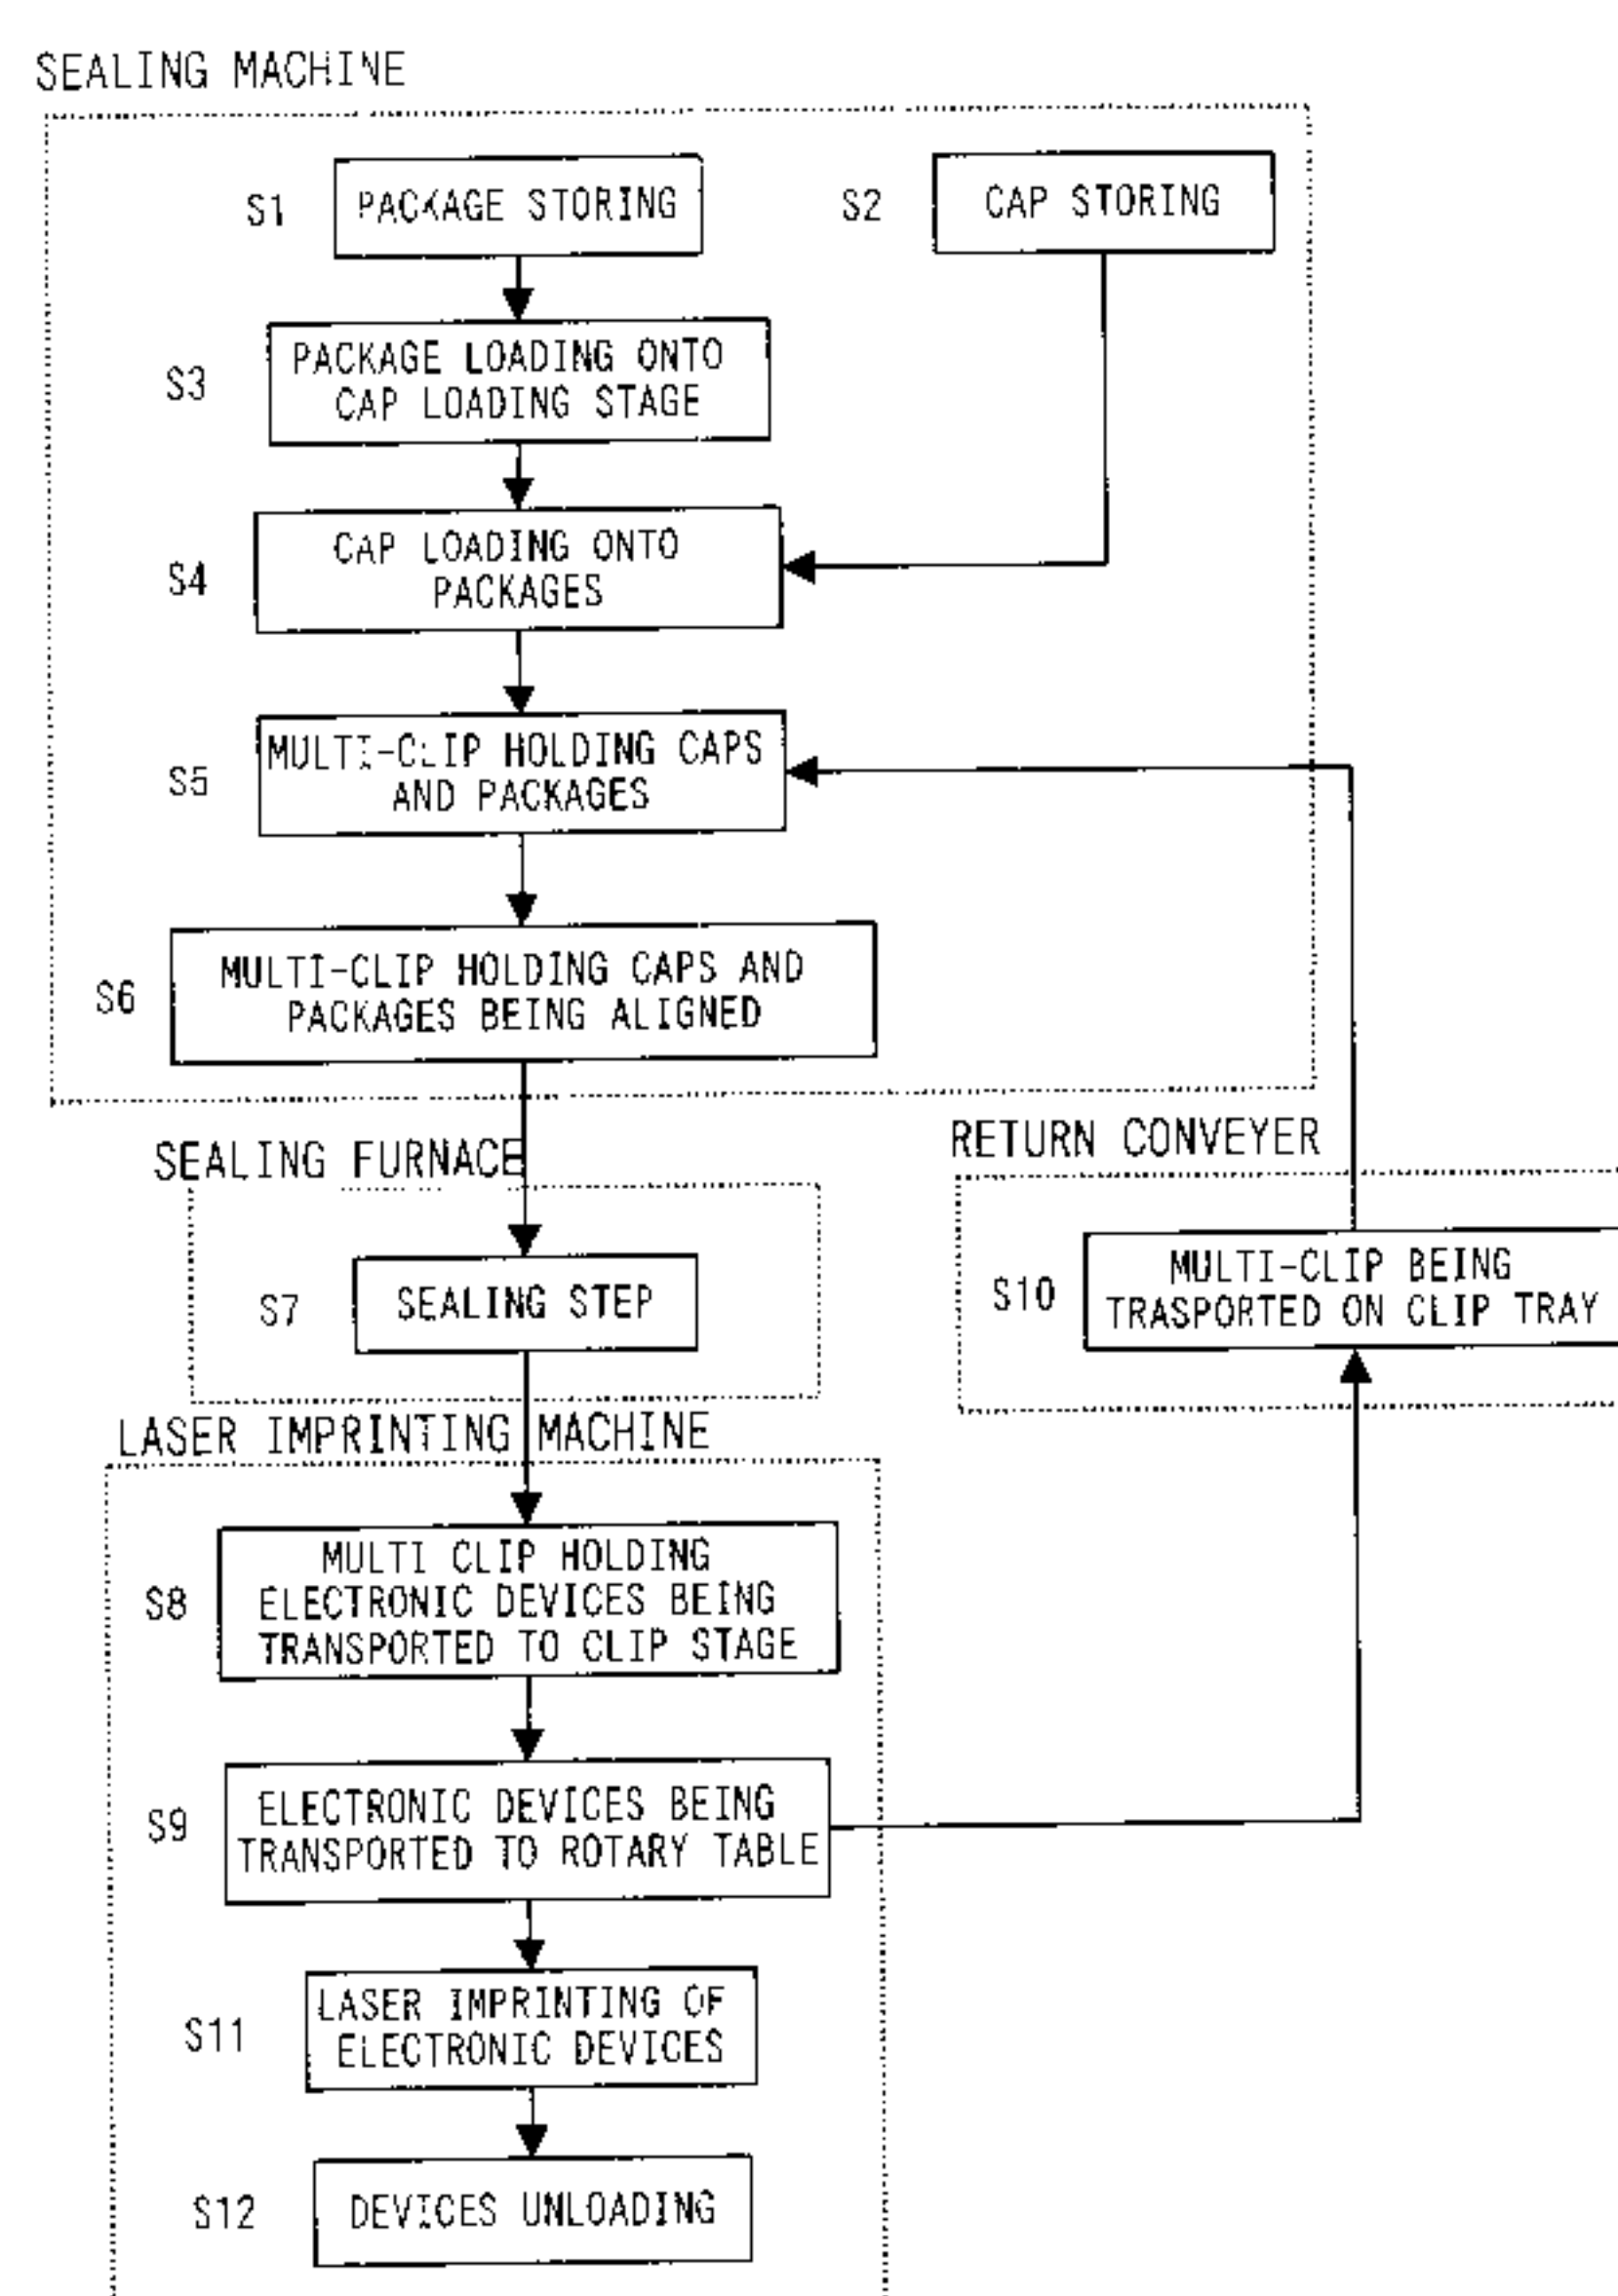 SEALING MACHINE
S1
PACKAGE STORING
S2
CAP STORING
S3
PACKAGE LOADING ONTO
CAP LOADING STAGE
S4
CAP LOADING ONTO
PACKAGES
S5
MULTI-CLIP HOLDING CAPS
AND PACKAGES
S6
MULTI-CLIP HOLDING CAPS AND
PACKAGES BEING ALIGNED
SEALING FURNACE
S7
SEALING STEP
RETURN CONVEYER
S10
MULTI-CLIP BEING
TRASPORTED ON CLIP TRAY
LASER IMPRINTING MACHINE
S8
MULTI CLIP HOLDING
ELECTRONIC DEVICES BEING
TRANSPORTED TO CLIP STAGE
S9
ELECTRONIC DEVICES BEING
TRANSPORTED TO ROTARY TABLE
S11
LASER IMPRINTING OF
ELECTRONIC DEVICES
S12
DEVICES UNLOADING